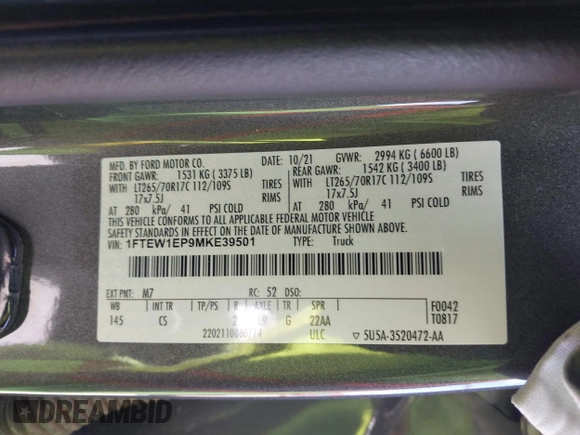 MFD. BY FORD MOTOR CO.
DATE: 10/21 GVWR: 2994 KG ( 6600 LB)
FRONT GAWR: 1531 KG ( 3375 LB) REAR GAWR: 1542 KG ( 3400 LB)
WITH LT265/70R17C 112/109S TIRES WITH LT265/70R17C 112/109S TIRES
17x7.5J RIMS 17x7.5J RIMS
AT 280 kPa/ 41 PSI COLD AT 280 kPa/ 41 PSI COLD
THIS VEHICLE CONFORMS TO ALL APPLICABLE FEDERAL MOTOR VEHICLE
SAFETY STANDARDS IN EFFECT ON THE DATE OF MANUFACTURE SHOWN ABOVE.
VIN: 1FTEW1EP9MKE39501 TYPE: Truck
EXT PNT: M7 RC: 52 DSO:
WB INT TR TP/PS R AXLE TR SPR
145 CS L9 G 22AA
F0042
T0817
ULC ▽ 5U5A-3520472-AA
DREAMBID